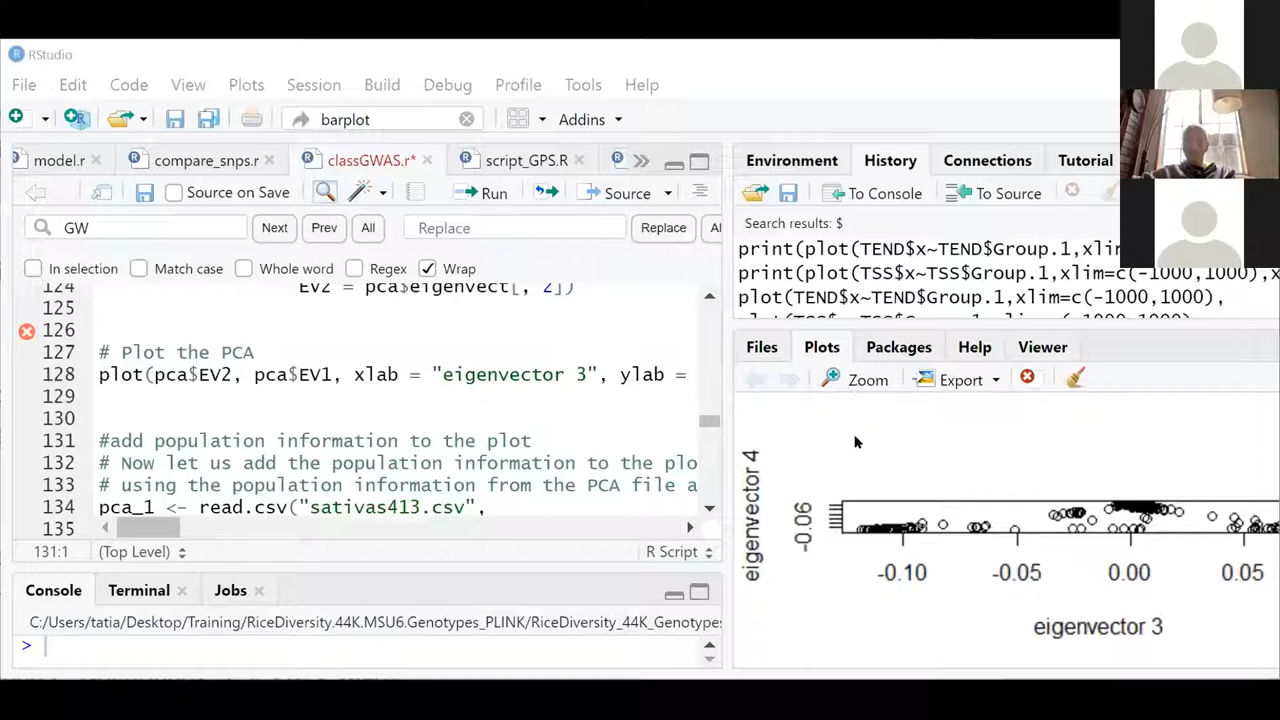 RStudio
File Edit Code View Plots Session Build Debug Profile Tools Help
barplot Addins
model.r compare_snps.r classGWAS.r* script_GPS.R
Source on Save Run Source
GW Next Prev All Replace Replace Al
In selection Match case Whole word Regex Wrap
124 EV2 = pca$eigenvect[, 2])
125
126
127 # Plot the PCA
128 plot(pca$EV2, pca$EV1, xlab = "eigenvector 3", ylab =
129
130
131 #add population information to the plot
132 # Now let us add the population information to the plo
133 # using the population information from the PCA file a
134 pca_1 <- read.csv("sativas413.csv",
135
131:1 (Top Level) R Script
Console Terminal Jobs
C:/Users/tatia/Desktop/Training/RiceDiversity.44K.MSU6.Genotypes_PLINK/RiceDiversity_44K_Genotypes
>
Environment History Connections Tutorial
To Console To Source
Search results: $
print(plot(TEND$x~TEND$Group.1,xlim
print(plot(TSS$x~TSS$Group.1,xlim=c(-1000,1000),x
plot(TEND$x~TEND$Group.1,xlim=c(-1000,1000),
Files Plots Packages Help Viewer
Zoom Export
eigenvector 4
-0.06
-0.10 -0.05 0.00 0.05
eigenvector 3